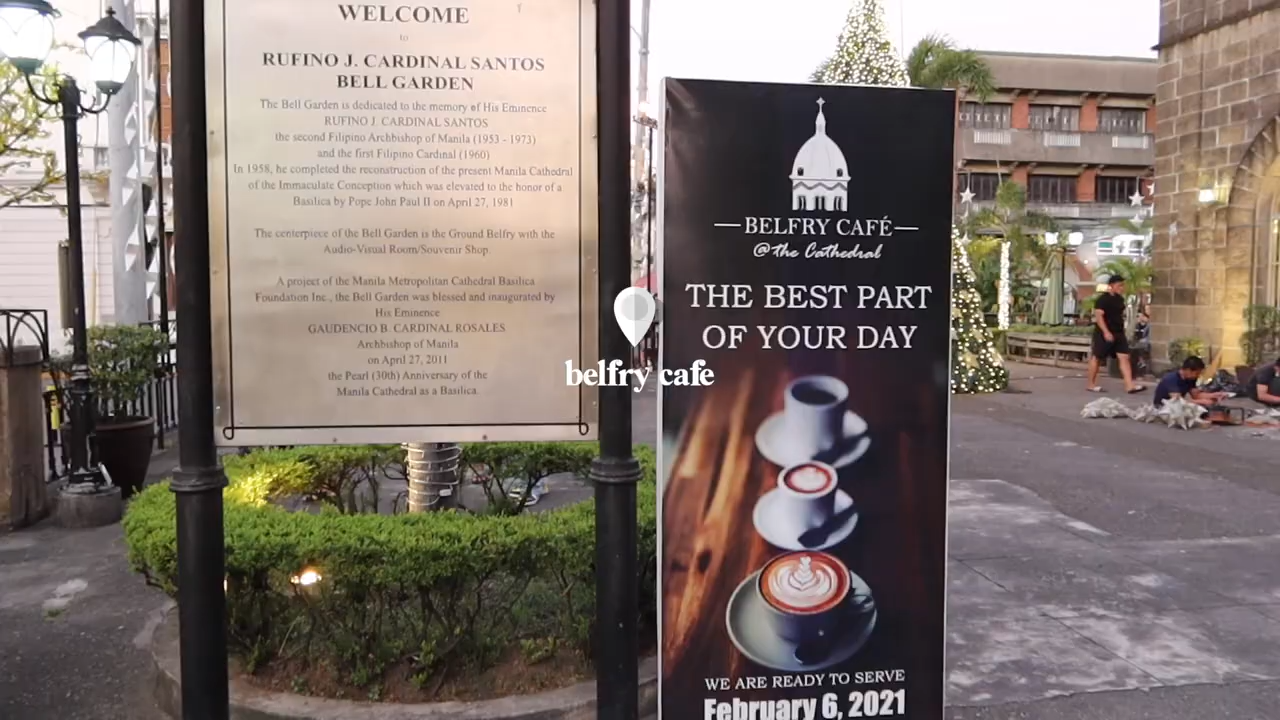 WELCOME
to
RUFINO J. CARDINAL SANTOS
BELL GARDEN
The Bell Garden is dedicated to the memory of His Eminence
RUFINO J. CARDINAL SANTOS
the second Filipino Archbishop of Manila (1953 - 1973)
and the first Filipino Cardinal (1960)
In 1958, he completed the reconstruction of the present Manila Cathedral
of the Immaculate Conception which was elevated to the honor of a
Basilica by Pope John Paul II on April 27, 1981
The centerpiece of the Bell Garden is the Ground Belfry with the
Audio-Visual Room/Souvenir Shop.
A project of the Manila Metropolitan Cathedral Basilica
Foundation Inc., the Bell Garden was blessed and inaugurated by
His Eminence
GAUDENCIO B. CARDINAL ROSALES
Archbishop of Manila
on April 27, 2011
the Pearl (30th) Anniversary of the
Manila Cathedral as a Basilica.
belfry cafe
BELFRY CAFÉ
@ the Cathedral
THE BEST PART
OF YOUR DAY
WE ARE READY TO SERVE
February 6, 2021